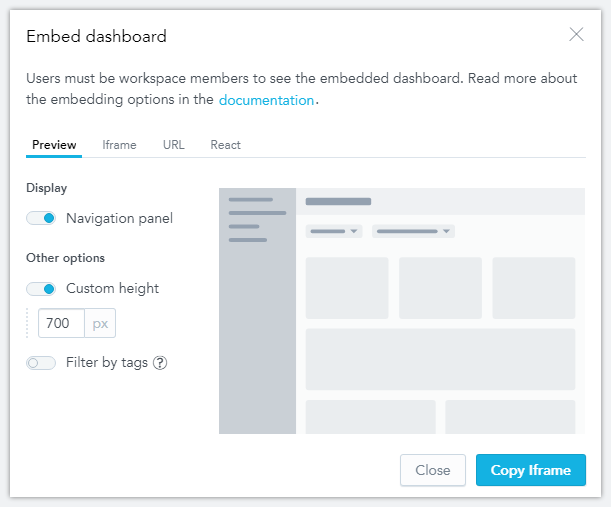 Embed dashboard
Users must be workspace members to see the embedded dashboard. Read more about
the embedding options in the documentation.
Preview Iframe URL React
Display
Navigation panel
Other options
Custom height
700 px
Filter by tags ?
Close Copy Iframe